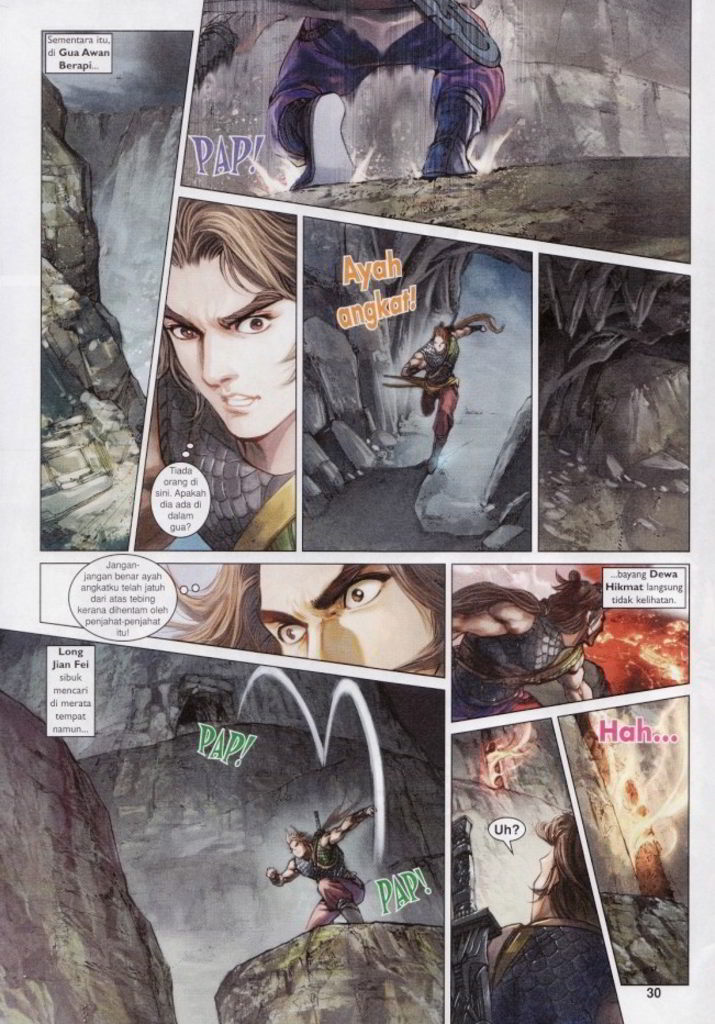 Sementara itu,
di Gua Awan
Berapi...
PAP!
Tiada
orang di
sini. Apakah
dia ada di
dalam
gua?
Ayah
angkat!
Jangan-
jangan benar ayah
angkatku telah jatuh
dari atas tebing
kerana dihentam oleh
penjahat-penjahat
itu!
...bayang Dewa
Hikmat langsung
tidak kelihatan.
Long
Jian Fei
sibuk
mencari
di merata
tempat
namun...
PAP!
PAP!
Uh?
Hah...
30